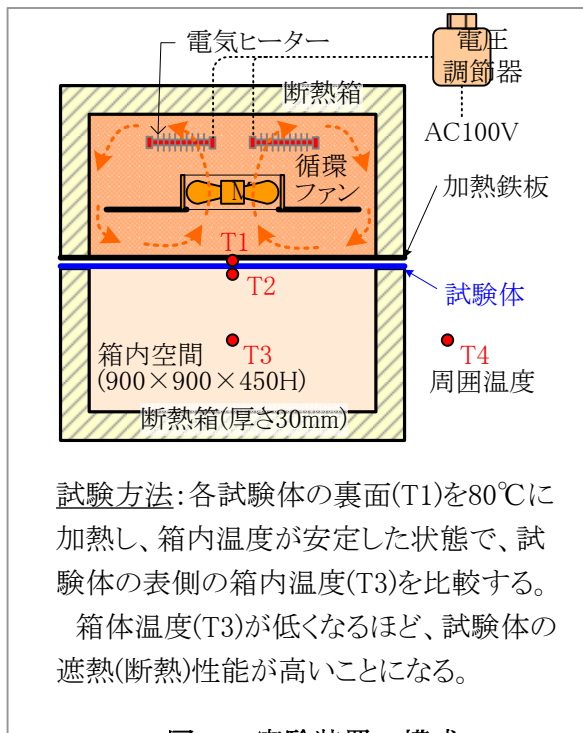 電気ヒーター
電圧
調節器
断熱箱
AC100V
循環
ファン
M
加熱鉄板
T1
T2
試験体
T3
T4
箱内空間
(900×900×450H)
周囲温度
断熱箱(厚さ30mm)
試験方法:各試験体の裏面(T1)を80℃に
加熱し、箱内温度が安定した状態で、試
験体の表側の箱内温度(T3)を比較する。
箱体温度(T3)が低くなるほど、試験体の
遮熱(断熱)性能が高いことになる。